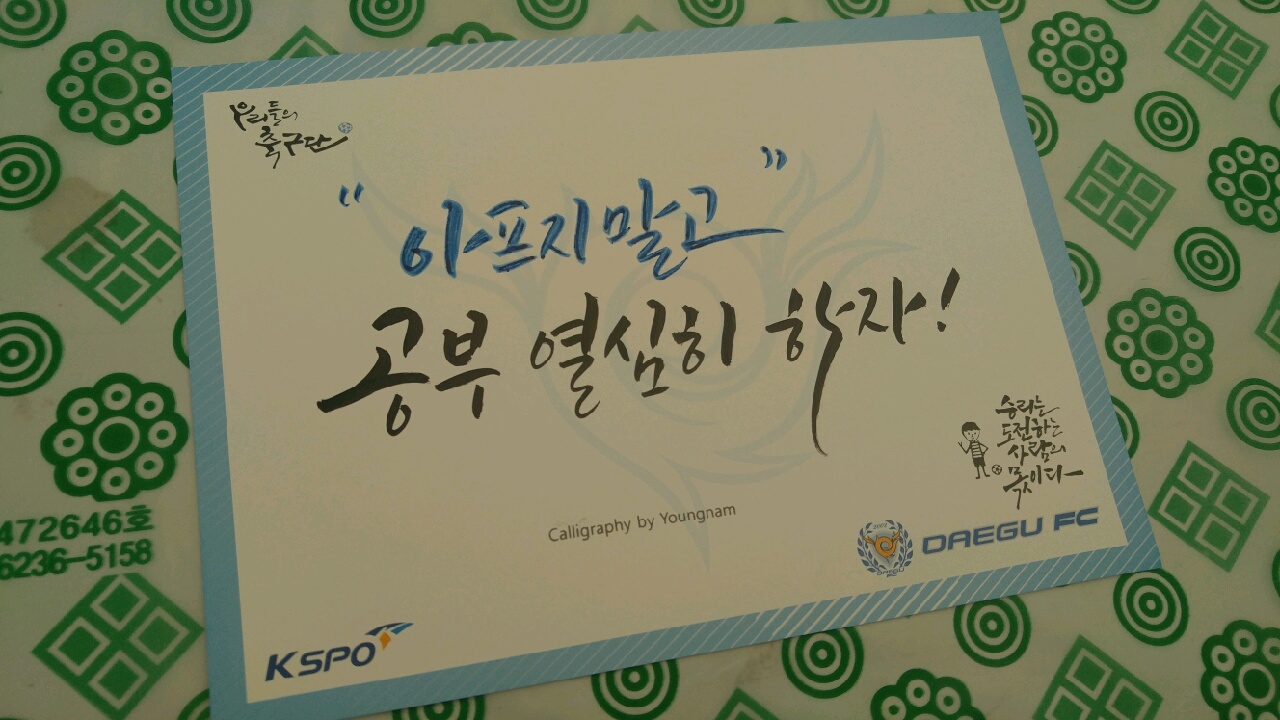 우리들의
축구단
"아프지말고"
공부 열심히 하자!
승리는
도전하는
사람의
몫이다
Calligraphy by Youngnam
2002
DAEGU
DAEGU FC
472646호
6236-5158
KSPO